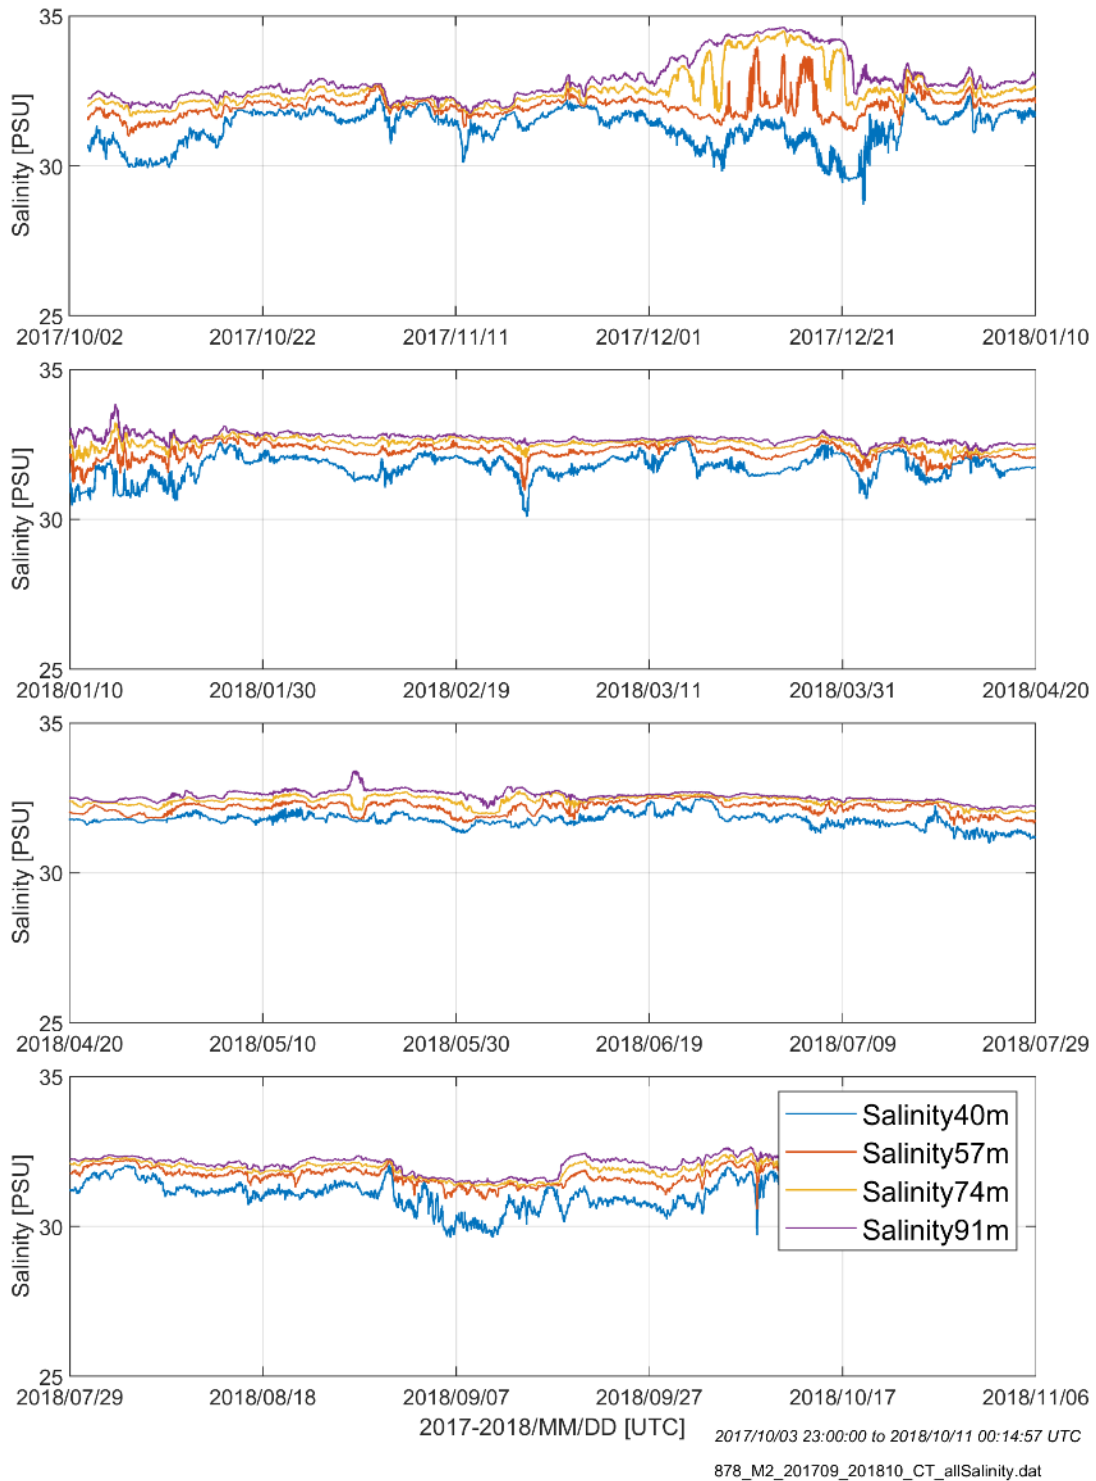 35
30
25
Salinity [PSU]
2017/10/02 2017/10/22 2017/11/11 2017/12/01 2017/12/21 2018/01/10
35
30
25
Salinity [PSU]
2018/01/10 2018/01/30 2018/02/19 2018/03/11 2018/03/31 2018/04/20
35
30
25
Salinity [PSU]
2018/04/20 2018/05/10 2018/05/30 2018/06/19 2018/07/09 2018/07/29
35
30
25
Salinity [PSU]
Salinity40m
Salinity57m
Salinity74m
Salinity91m
2018/07/29 2018/08/18 2018/09/07 2018/09/27 2018/10/17 2018/11/06
2017-2018/MM/DD [UTC]
2017/10/03 23:00:00 to 2018/10/11 00:14:57 UTC
878_M2_201709_201810_CT_allSalinity.dat